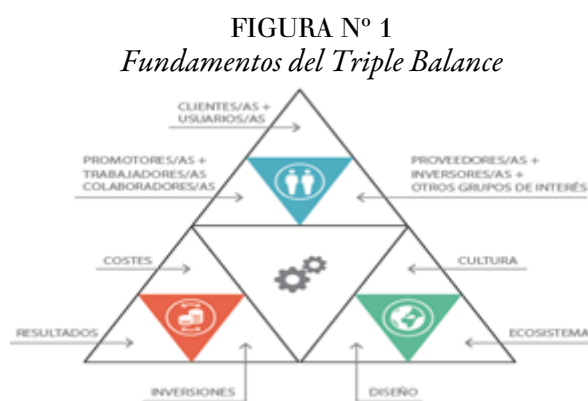 FIGURA Nº 1
Fundamentos del Triple Balance
CLIENTES/AS +
USUARIOS/AS
PROMOTORES/AS +
TRABAJADORES/AS
COLABORADORES/AS
PROVEEDORES/AS +
INVERSORES/AS +
OTROS GRUPOS DE INTERÉS
COSTES
CULTURA
RESULTADOS
ECOSISTEMA
INVERSIONES
DISEÑO